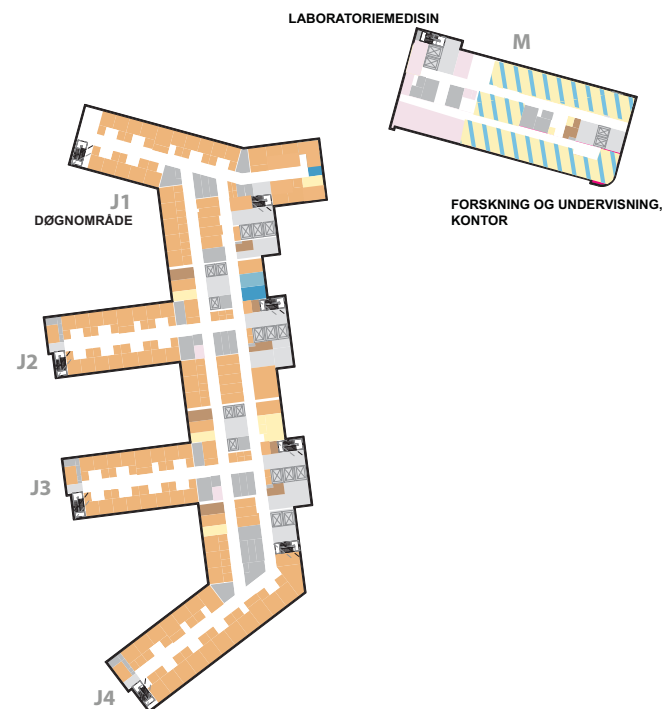 LABORATORIEMEDISIN
M
J1
DØGNOMRÅDE
FORSKNING OG UNDERVISNING,
KONTOR
J2
J3
J4